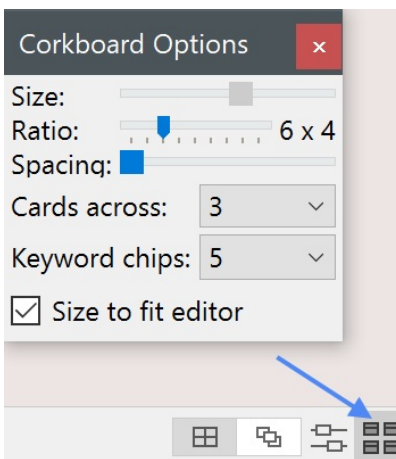 Corkboard Options x
Size:
Ratio: 6 x 4
Spacing:
Cards across: 3
Keyword chips: 5
Size to fit editor